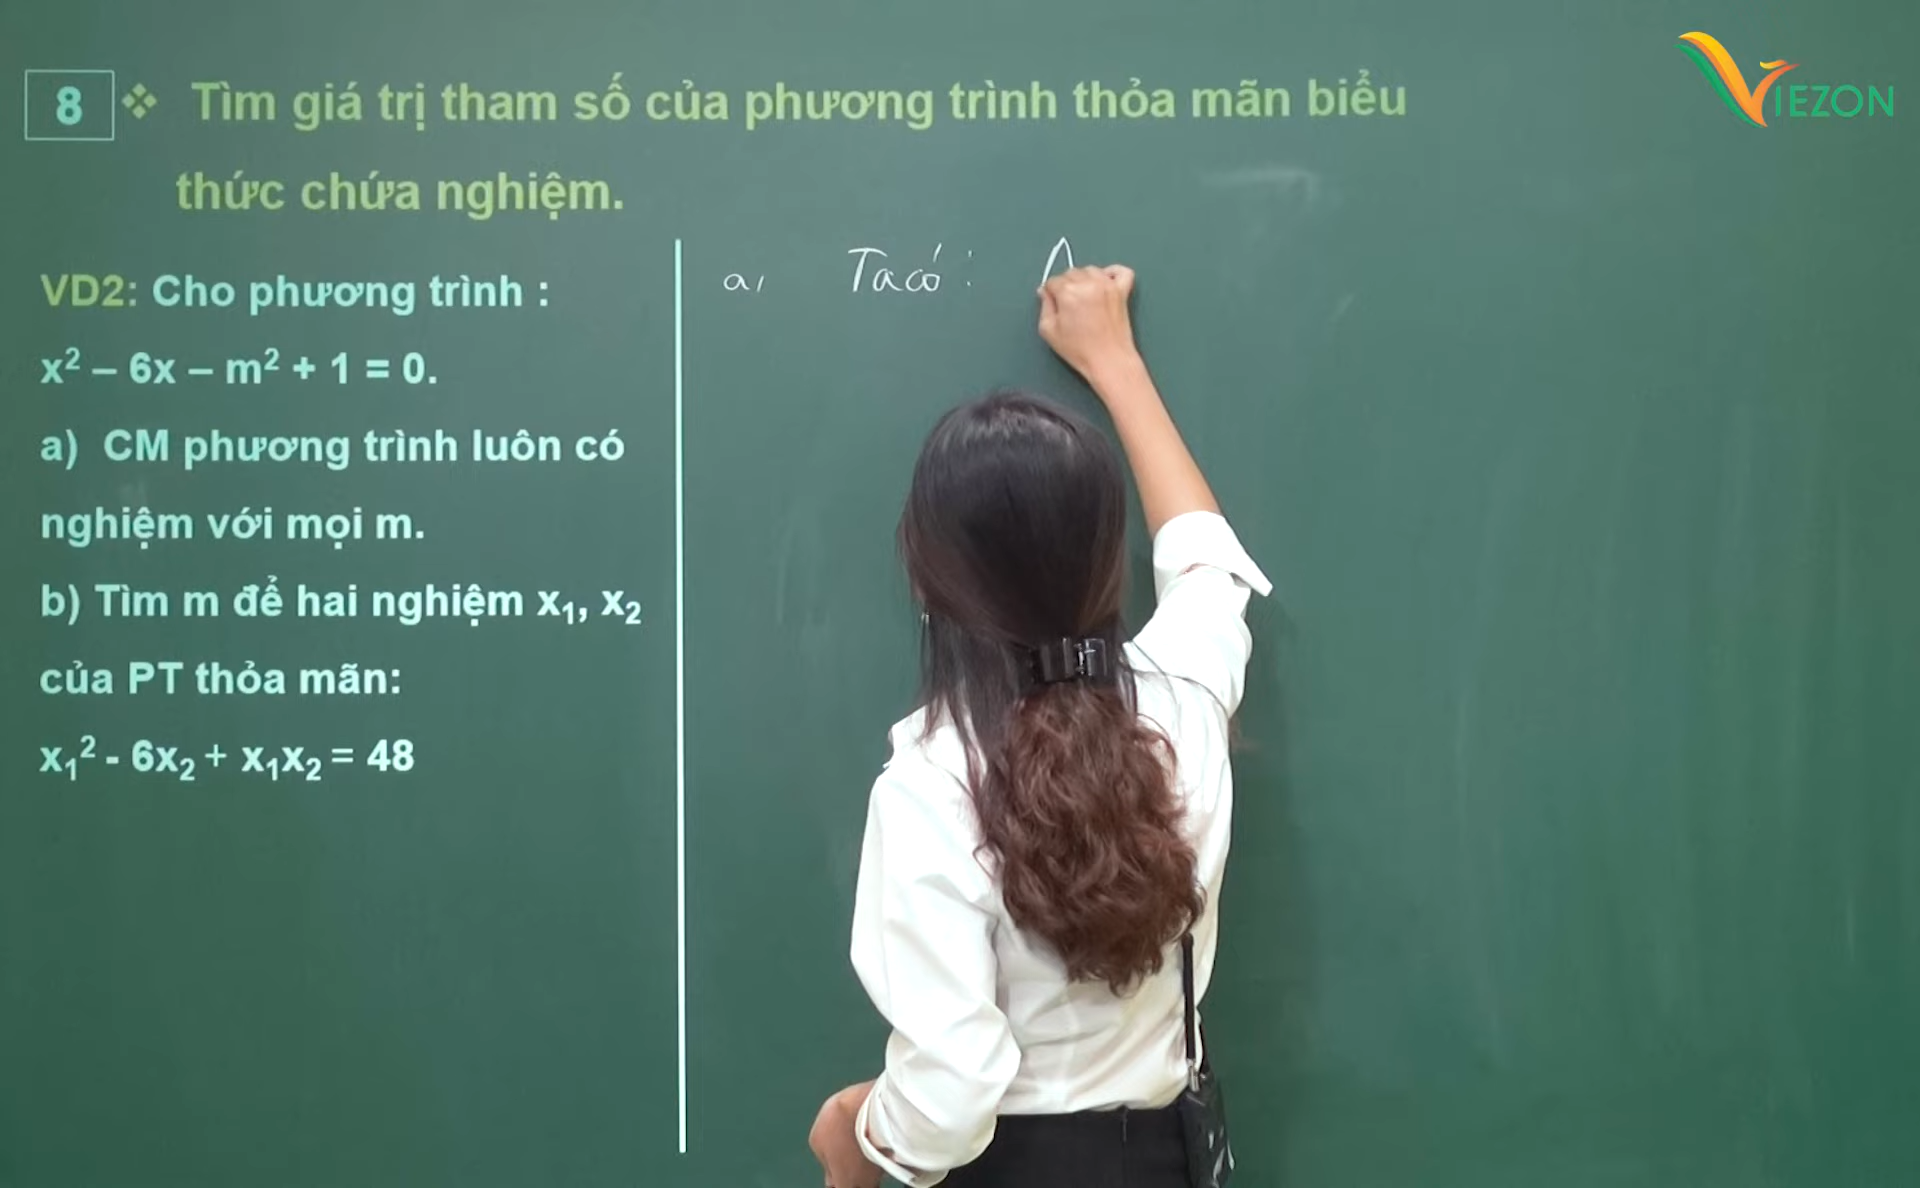 8 ❖ Tìm giá trị tham số của phương trình thỏa mãn biểu
thức chứa nghiệm.
VIEZON
VD2: Cho phương trình :
x² – 6x – m² + 1 = 0.
a) CM phương trình luôn có
nghiệm với mọi m.
b) Tìm m để hai nghiệm x₁, x₂
của PT thỏa mãn:
x₁² - 6x₂ + x₁x₂ = 48
a, Ta có :